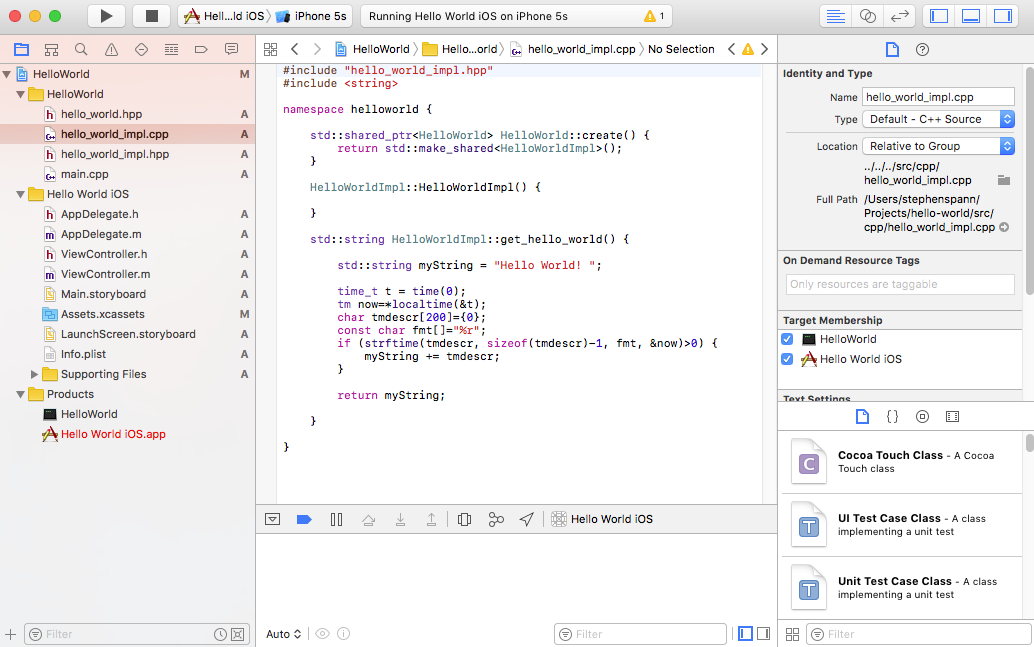 Hell...ld iOS
iPhone 5s
Running Hello World iOS on iPhone 5s
1
HelloWorld
Hello...orld
hello_world_impl.cpp
No Selection
HelloWorld M
HelloWorld
hello_world.hpp A
hello_world_impl.cpp A
hello_world_impl.hpp A
main.cpp A
Hello World iOS
AppDelegate.h A
AppDelegate.m A
ViewController.h A
ViewController.m A
Main.storyboard A
Assets.xcassets M
LaunchScreen.storyboard A
Info.plist A
Supporting Files A
Products
HelloWorld
Hello World iOS.app
Filter
#include "hello_world_impl.hpp"
#include <string>
namespace helloworld {
std::shared_ptr<HelloWorld> HelloWorld::create() {
return std::make_shared<HelloWorldImpl>();
}
HelloWorldImpl::HelloWorldImpl() {
}
std::string HelloWorldImpl::get_hello_world() {
std::string myString = "Hello World! ";
time_t t = time(0);
tm now=*localtime(&t);
char tmdescr[200]={0};
const char fmt[]="%r";
if (strftime(tmdescr, sizeof(tmdescr)-1, fmt, &now)>0) {
myString += tmdescr;
}
return myString;
}
}
Hello World iOS
Auto
Filter
Identity and Type
Name hello_world_impl.cpp
Type Default - C++ Source
Location Relative to Group
../../../src/cpp/
hello_world_impl.cpp
Full Path /Users/stephenspann/
Projects/hello-world/src/
cpp/hello_world_impl.cpp
On Demand Resource Tags
Only resources are taggable
Target Membership
HelloWorld
Hello World iOS
Text Settings
{}
C
Cocoa Touch Class - A Cocoa
Touch class
T
UI Test Case Class - A class
implementing a unit test
T
Unit Test Case Class - A class
implementing a unit test
Filter